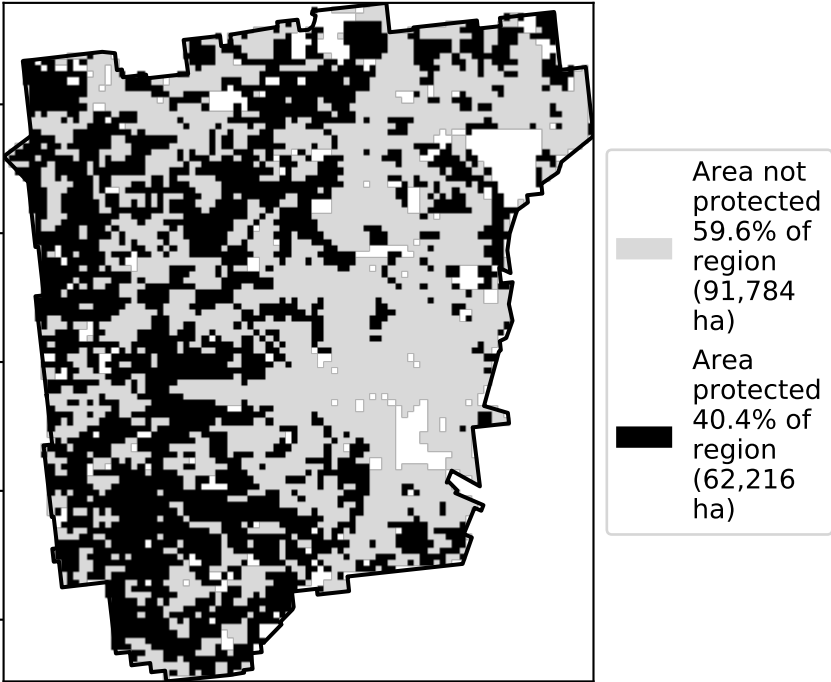 Area not
protected
59.6% of
region
(91,784
ha)
Area
protected
40.4% of
region
(62,216
ha)